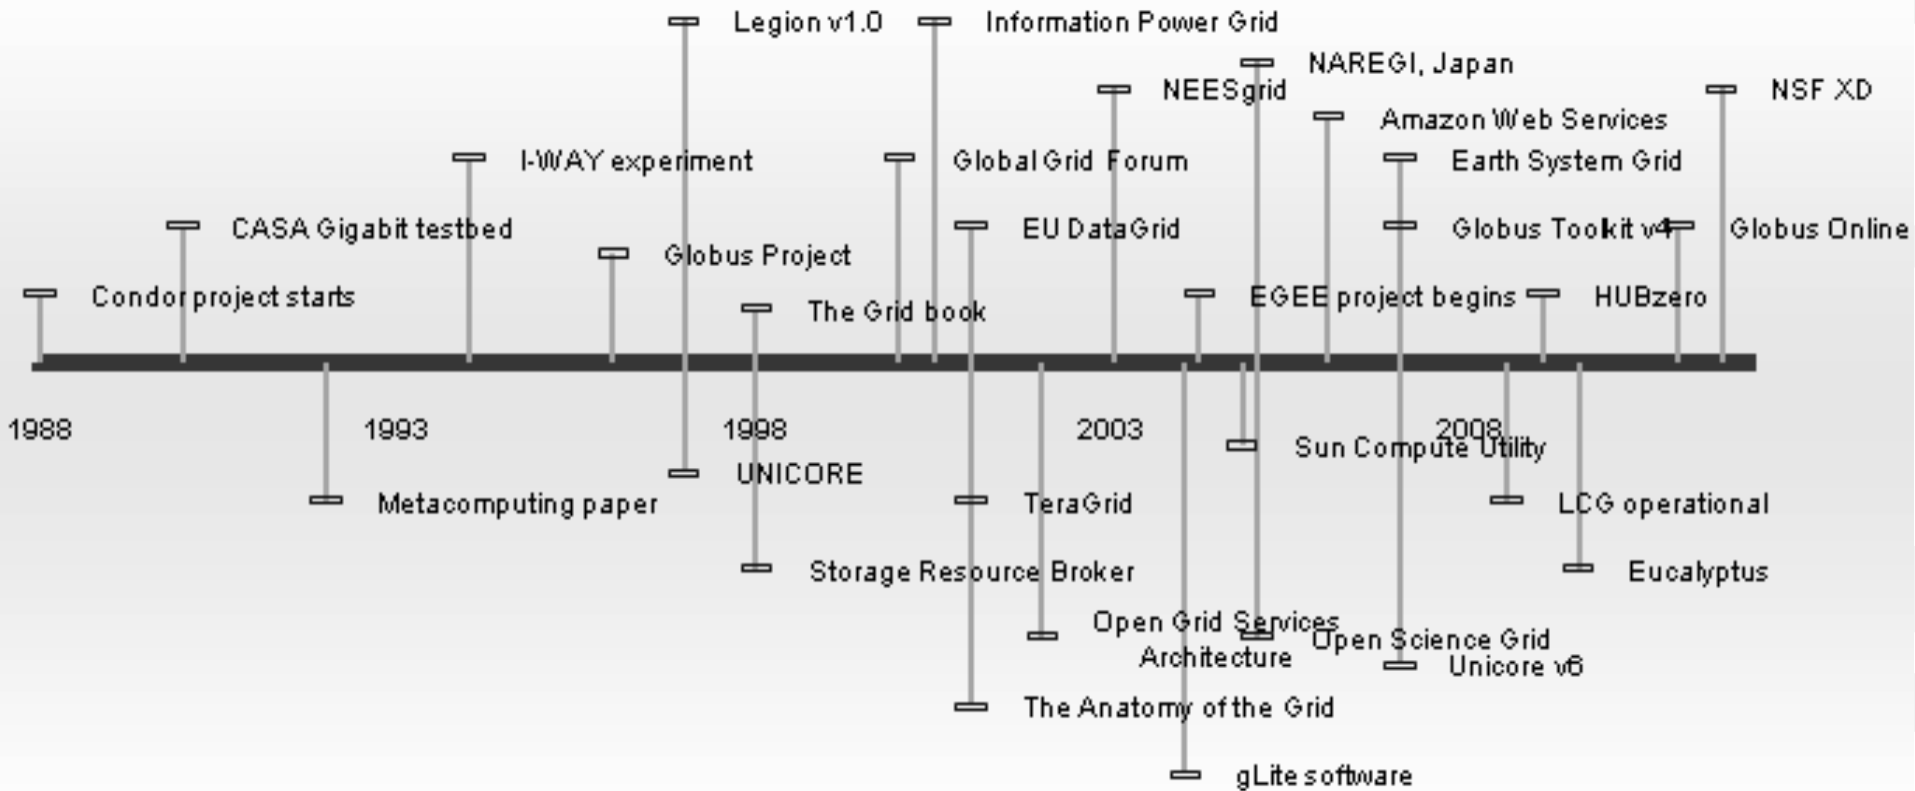 Legion v1.0
Information Power Grid
NAREGI, Japan
NEESgrid
NSF XD
Amazon Web Services
I-WAY experiment
Global Grid Forum
Earth System Grid
CASA Gigabit testbed
EU DataGrid
Globus Toolkit v4
Globus Online
Globus Project
Condor project starts
The Grid book
EGEE project begins
HUBzero
1988
1993
1998
2003
2008
Sun Compute Utility
UNICORE
Metacomputing paper
TeraGrid
LCG operational
Storage Resource Broker
Eucalyptus
Open Grid Services
Architecture
Open Science Grid
Unicore v6
The Anatomy of the Grid
gLite software